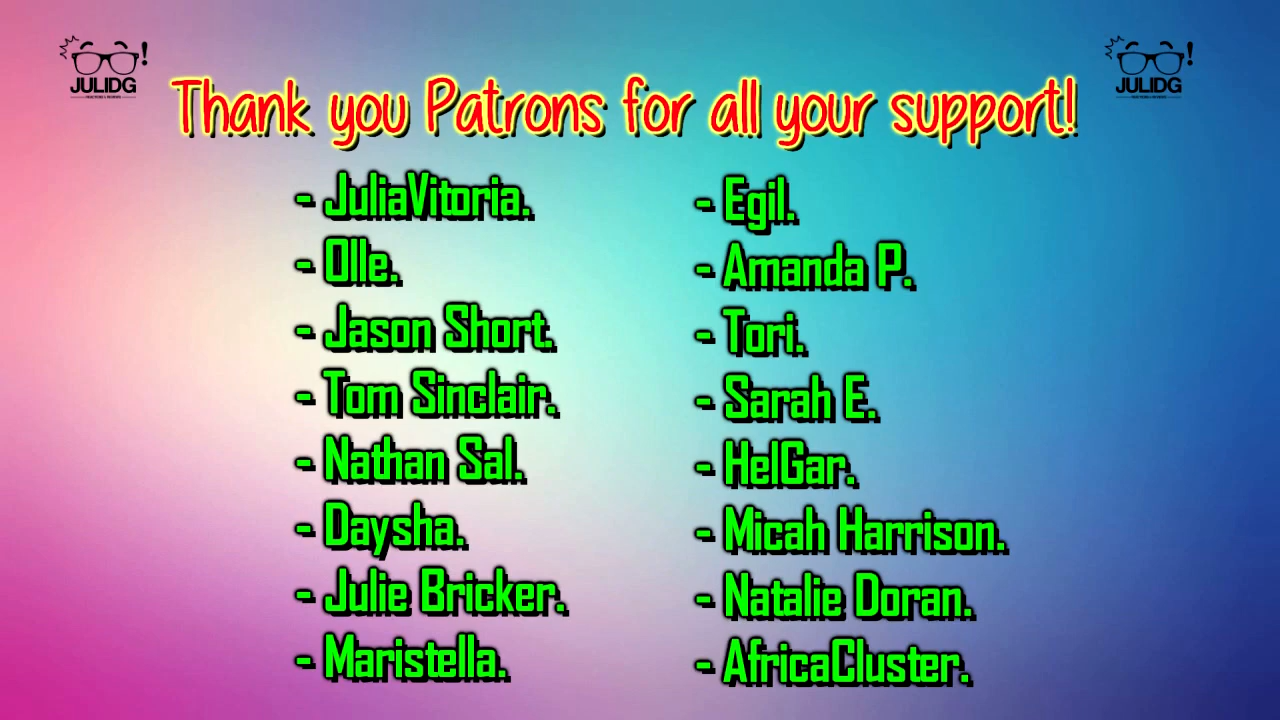 JULIDG
JULIDG
Thank you Patrons for all your support!
- JuliaVitoria.
- Olle.
- Jason Short.
- Tom Sinclair.
- Nathan Sal.
- Daysha.
- Julie Bricker.
- Maristella.
- Egil.
- Amanda P.
- Tori.
- Sarah E.
- HelGar.
- Micah Harrison.
- Natalie Doran.
- AfricaCluster.